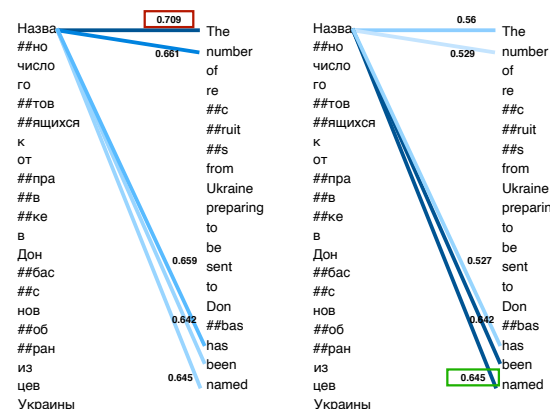 0.709
0.661
0.659
0.642
0.645
Назва
##но
число
го
##тов
##ящихся
к
от
##пра
##в
##ке
в
Дон
##бас
##с
нов
##об
##ран
из
цев
Украины
The
number
of
re
##c
##ruit
##s
from
Ukraine
preparing
to
be
sent
to
Don
##bas
has
been
named
0.56
0.529
0.527
0.642
0.645
Назва
##но
число
го
##тов
##ящихся
к
от
##пра
##в
##ке
в
Дон
##бас
##с
нов
##об
##ран
из
цев
Украины
The
number
of
re
##c
##ruit
##s
from
Ukraine
preparin
to
be
sent
to
Don
##bas
has
been
named